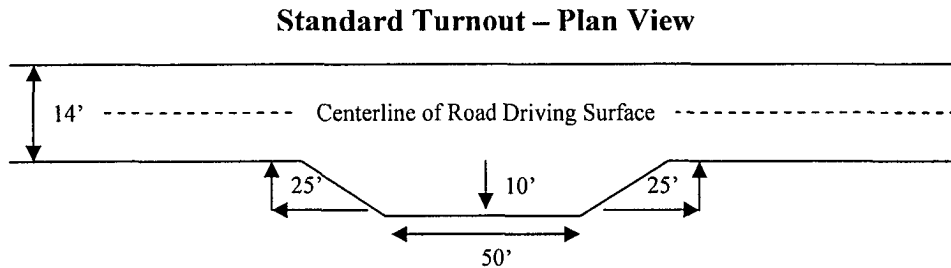 Standard Turnout – Plan View
14’
Centerline of Road Driving Surface
25’
10’
25’
50’